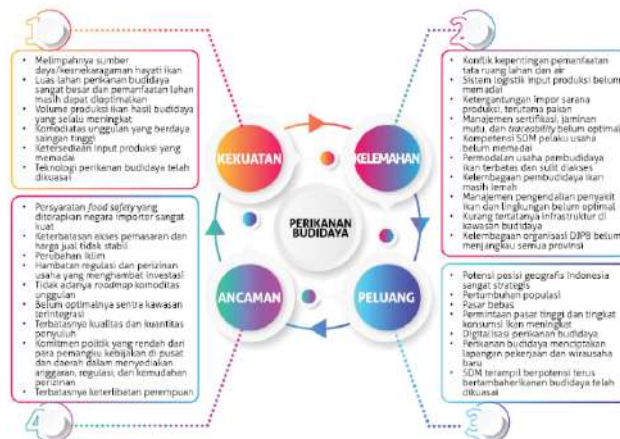 1
Melimpahnya sumber
daya/kesnekaragaman hayati ikan
Luas lahan perikanan budidaya
sangat besar dan pemanfaatan lahan
masih dapat dioptimalkan
Volume produksi ikan hasil budidaya
yang selalu meningkat
Komodiatas unggulan yang berdaya
saingan tinggi
Ketersediaan input produksi yang
memadai
Teknologi perikanan budidaya telah
dikuasai
2
Konflik kepentingan pemanfaatan
tata ruang lahan dan air
Sistem logistik input produksi belum
memadai
Ketergantungan impor sarana
produksi, terutama pakan
Manajemen sertifikasi, jaminan
mutu, dan traceability belum optimal
Kompetensi SDM pelaku usaha
belum memadai
Permodalan usaha pembudidaya
ikan terbatas dan sulit diakses
Kelembagaan pembudidaya ikan
masih lemah
Manajemen pengendalian penyakit
ikan dan lingkungan belum optimal
Kurang tertatanya infrastruktur di
kawasan budidaya
Kelembagaan organisasi DJPB belum
menjangkau semua provinsi
KEKUATAN
KELEMAHAN
PERIKANAN
BUDIDAYA
ANCAMAN
PELUANG
Persyaratan food safety yang
diterapkan negara importer sangat
kuat
Keterbatasan akses pemasaran dan
harga jual tidak stabil
Perubahan iklim
Hambatan regulasi dan perizinan
usaha yang menghambat investasi
Tidak adanya roadmap komoditas
unggulan
Belum optimalnya sentra kawasan
terintegrasi
Terbatasnya kualitas dan kuantitas
penyuluh
Komitmen politik yang rendah dari
para pemangku kebijakan di pusat
dan daerah dalam menyediakan
anggaran, regulasi, dan kemudahan
perizinan
Terbatasnya keterlibatan perempuan
4
Potensi posisi geografis Indonesia
sangat strategis
Pertumbuhan populasi
Pasar bebas
Permintaan pasar tinggi dan tingkat
konsumsi ikan meningkat
Digitalisasi perikanan budidaya
Perikanan budidaya menciptakan
lapangan pekerjaan dan wirausaha
baru
SDM terampil berpotensi terus
bertambaherikanan budidaya telah
dikuasai
3